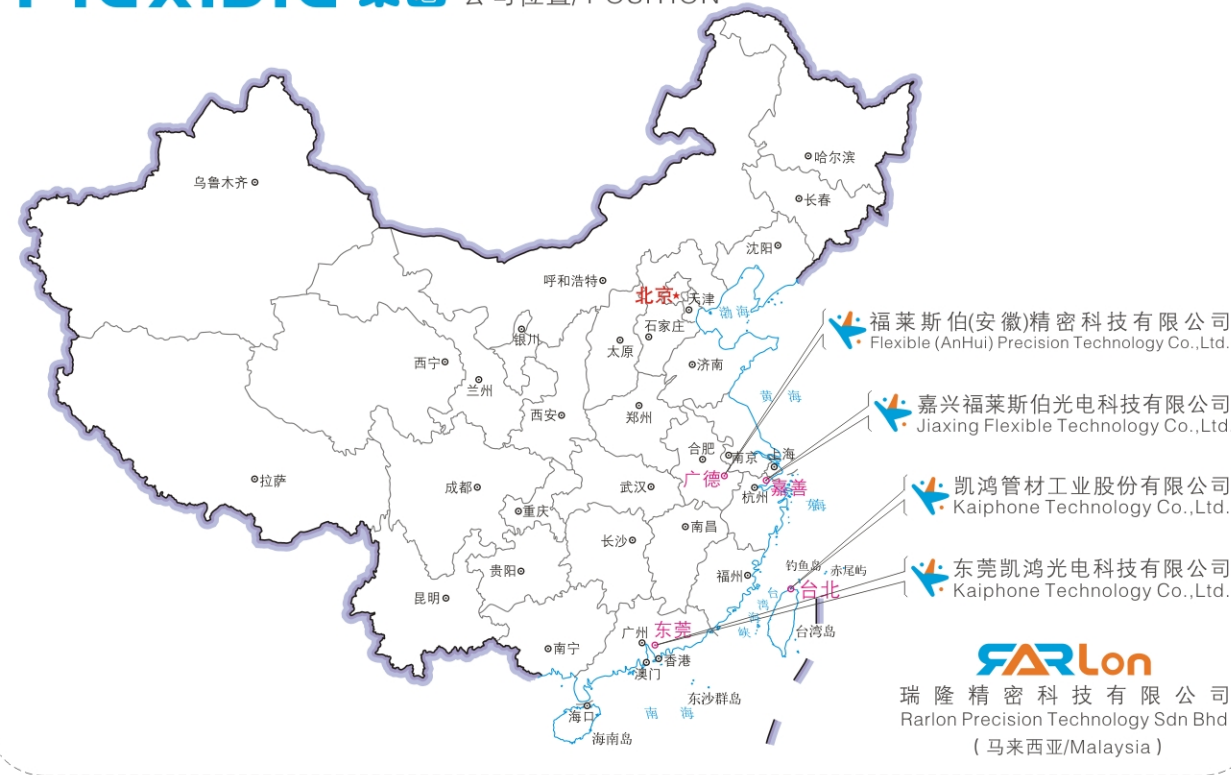 公司位置/POSITION
哈尔滨
乌鲁木齐
长春
沈阳
呼和浩特
北京
天津
渤海
石家庄
银川
太原
西宁
济南
兰州
黄 海
郑州
西安
合肥
南京
上海
广德
嘉善
拉萨
成都
武汉
杭州
重庆
南昌
长沙
钓鱼岛
赤尾屿
贵阳
福州
台北
昆明
台湾海峡
台湾岛
广州
东莞
南宁
香港
澳门
东沙群岛
海口
南 海
海南岛
福莱斯伯(安徽)精密科技有限公司
Flexible (AnHui) Precision Technology Co.,Ltd.
嘉兴福莱斯伯光电科技有限公司
Jiaxing Flexible Technology Co.,Ltd
凯鸿管材工业股份有限公司
Kaiphone Technology Co.,Ltd.
东莞凯鸿光电科技有限公司
Kaiphone Technology Co.,Ltd.
RARLon
瑞隆精密科技有限公司
Rarlon Precision Technology Sdn Bhd
(马来西亚/Malaysia)